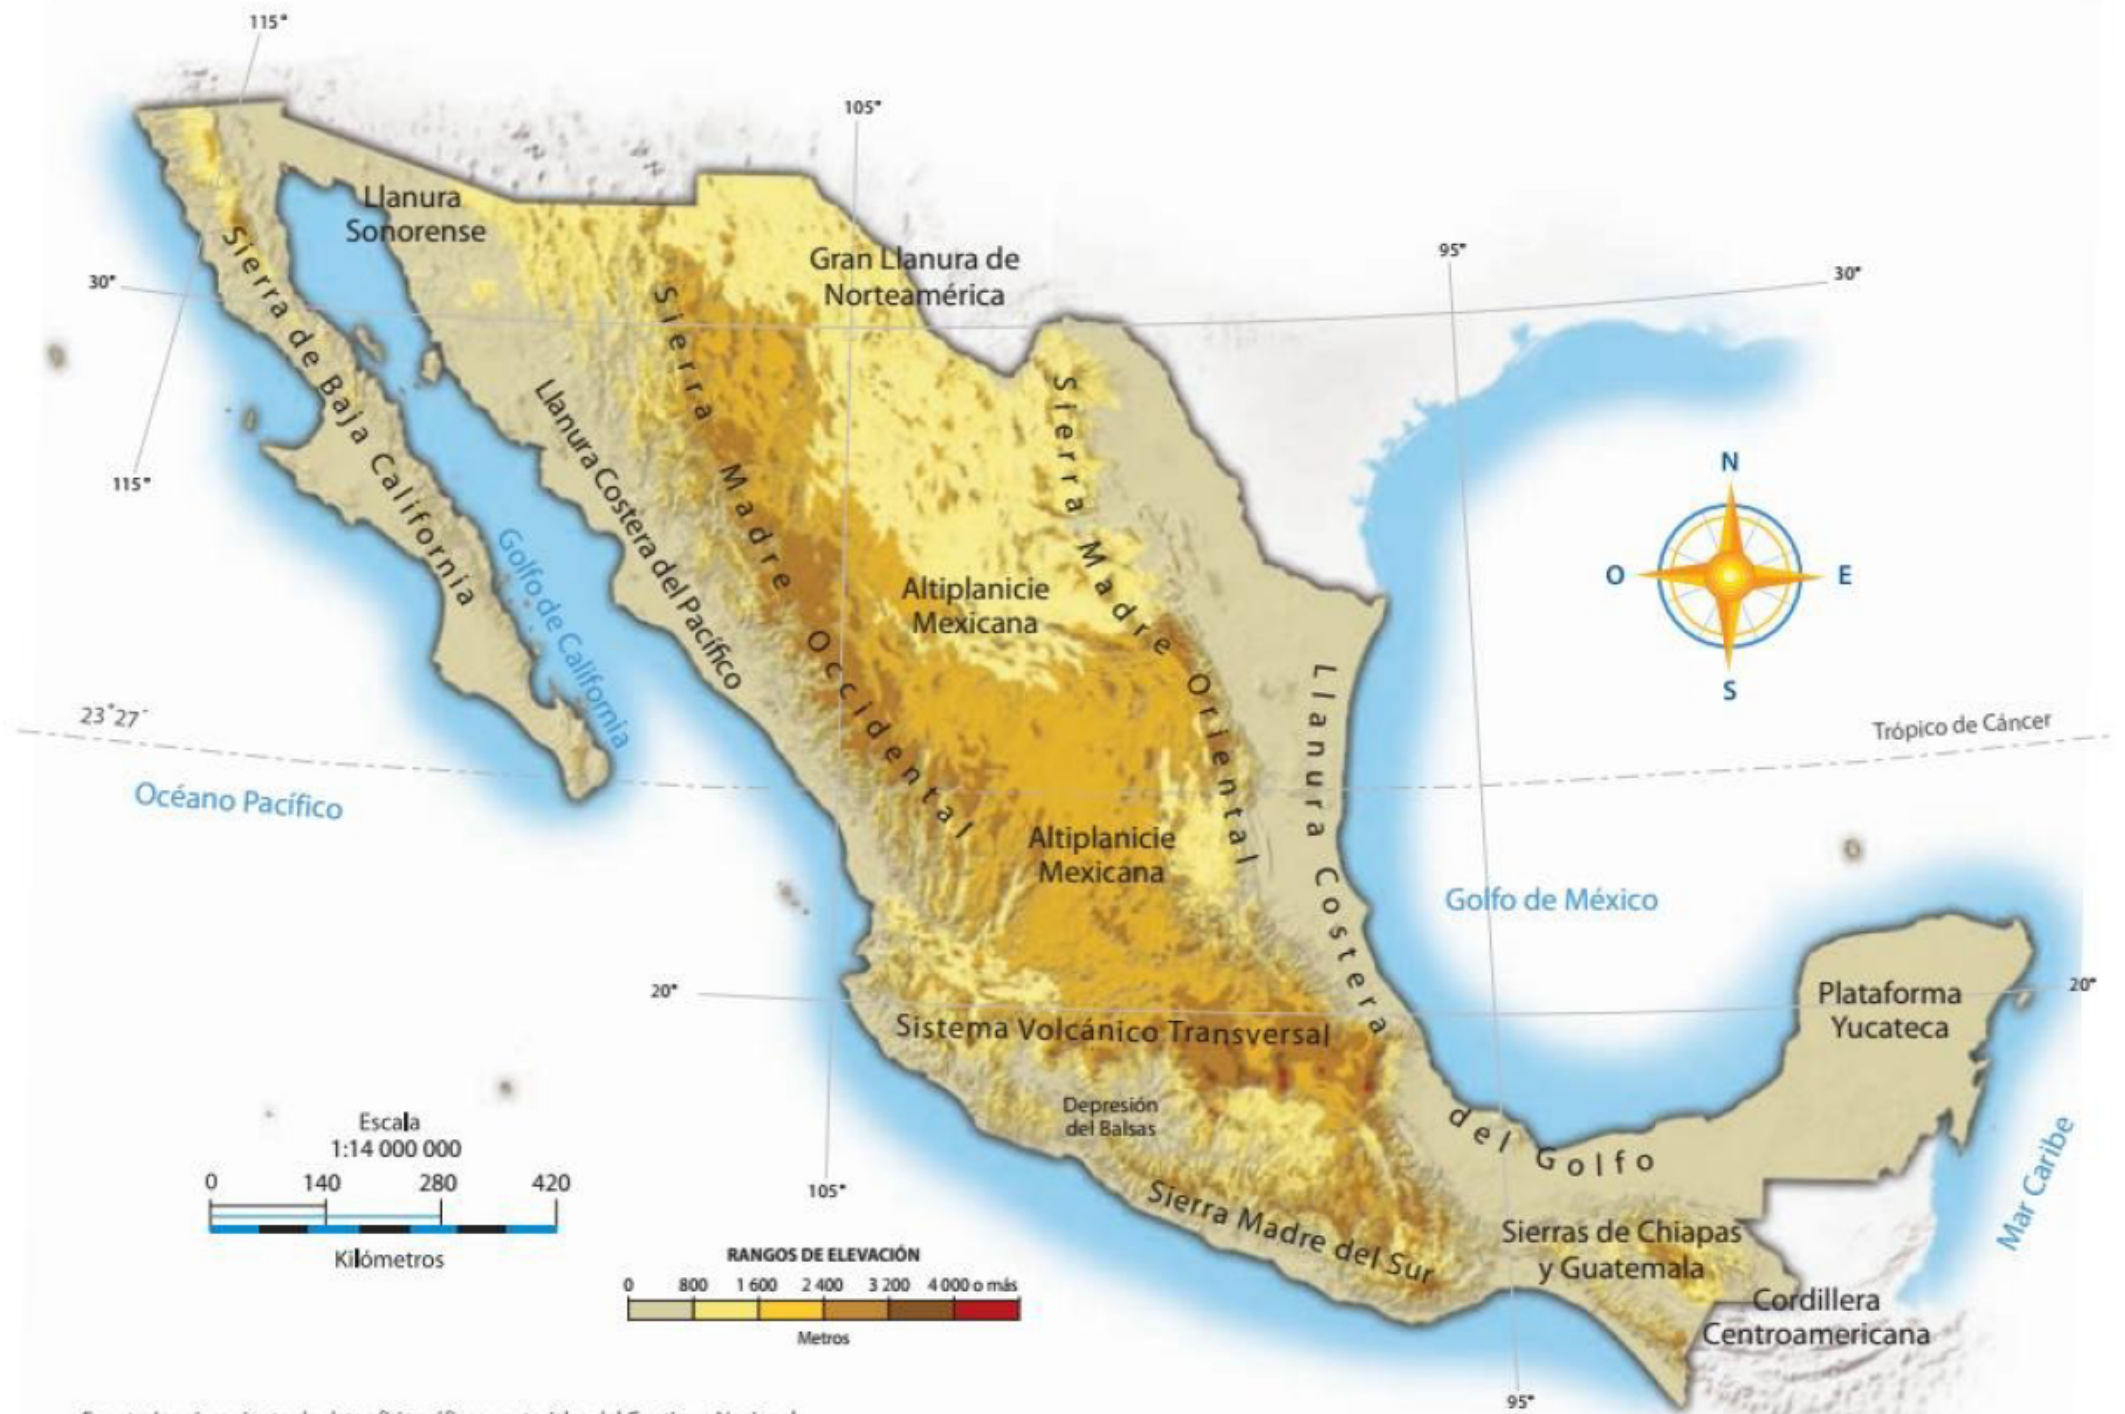 115°
105°
Llanura
Sonorense
Gran Llanura de
Norteamérica
95°
30°
30°
Sierra de Baja California
Sierra Madre Occidental
Sierra Madre Oriental
Llanura Costera del Pacífico
Golfo de California
115°
N
O
E
S
Altiplanicie
Mexicana
23°27´
Trópico de Cáncer
Océano Pacífico
Llanura Costera del Golfo
Altiplanicie
Mexicana
Golfo de México
20°
20°
Plataforma
Yucateca
Sistema Volcánico Transversal
Depresión
del Balsas
Mar Caribe
Escala
1:14 000 000
0 140 280 420
Kilómetros
105°
Sierra Madre del Sur
Sierras de Chiapas
y Guatemala
RANGOS DE ELEVACIÓN
0 800 1 600 2 400 3 200 4 000 o más
Metros
Cordillera
Centroamericana
95°